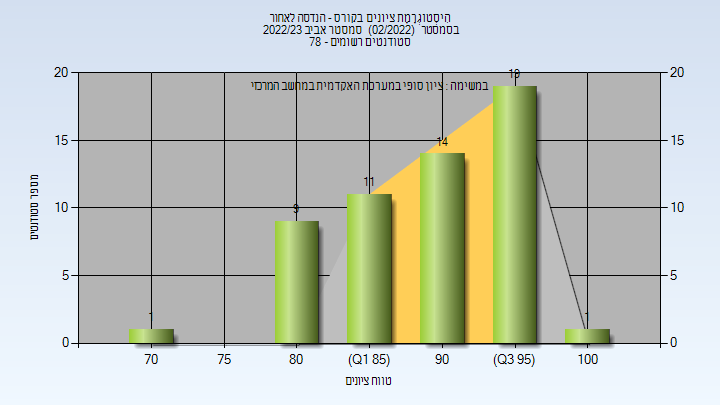 היסטוגרמת ציונים בקורס - הנדסה לאחור
בסמסטר (02/2022) סמסטר אביב 2022/23
סטודנטים רשומים - 78
במשימה : ציון סופי במערכת האקדמית במחשב המרכזי
מספר סטודנטים
20
15
10
5
0
20
15
10
5
0
1
9
11
14
19
1
70
75
80
(Q1 85)
90
(Q3 95)
100
טווח ציונים